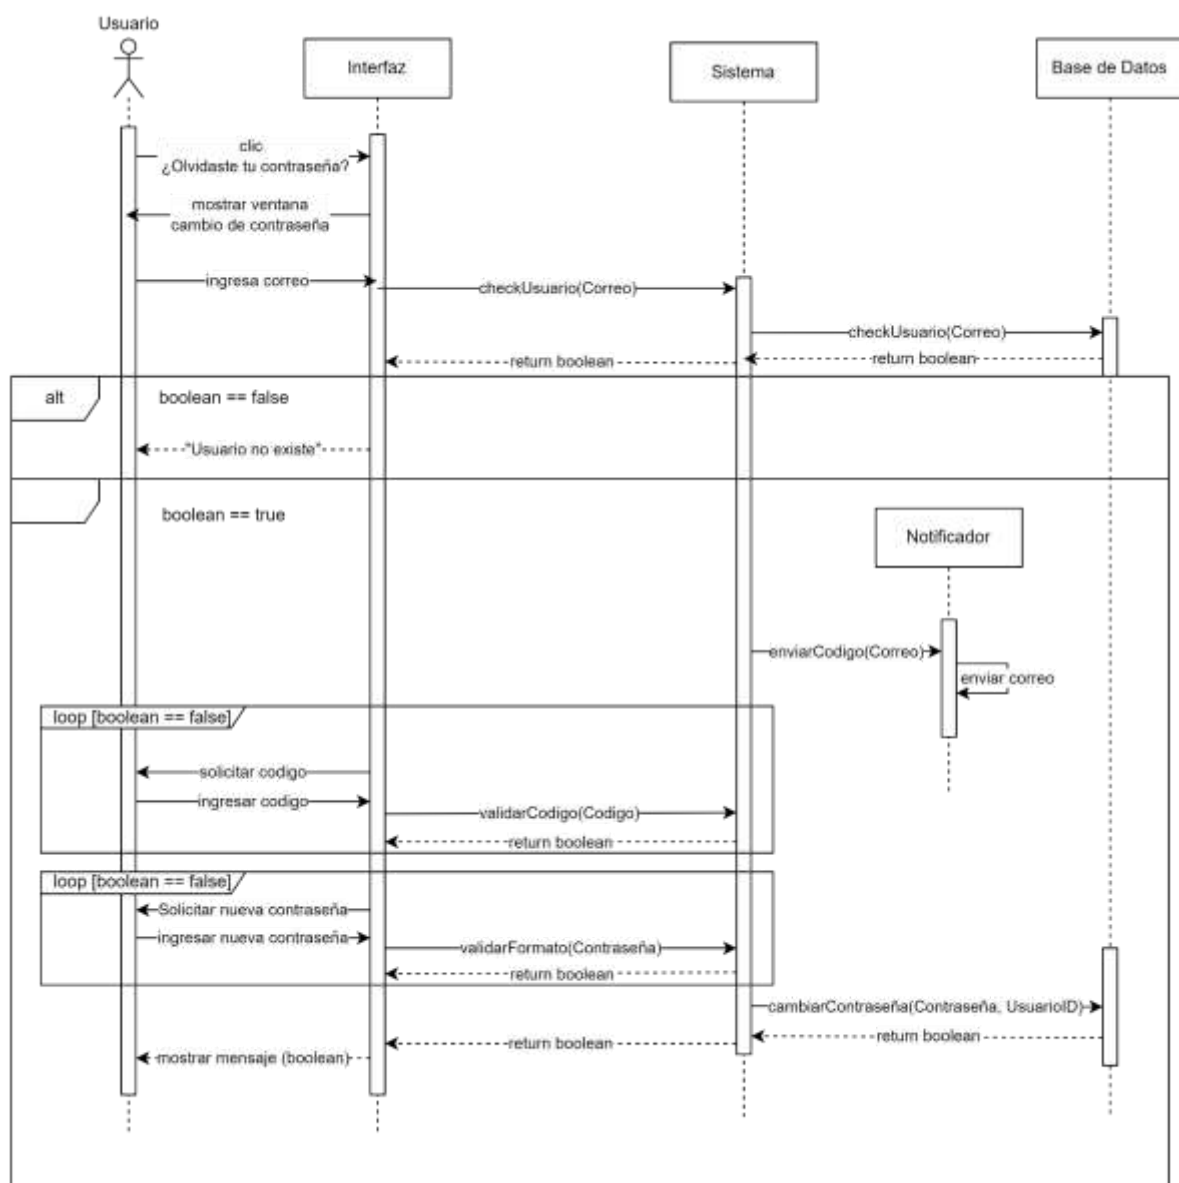 Usuario
Interfaz
Sistema
Base de Datos
clic
¿Olvidaste tu contraseña?
mostrar ventana
cambio de contraseña
ingresa correo
checkUsuario(Correo)
checkUsuario(Correo)
return boolean
return boolean
alt
boolean == false
"Usuario no existe"
boolean == true
Notificador
enviarCodigo(Correo)
enviar correo
loop [boolean == false]
solicitar codigo
ingresar codigo
validarCodigo(Codigo)
return boolean
loop [boolean == false]
Solicitar nueva contraseña
ingresar nueva contraseña
validarFormato(Contraseña)
return boolean
cambiarContraseña(Contraseña, UsuarioID)
return boolean
return boolean
mostrar mensaje (boolean)